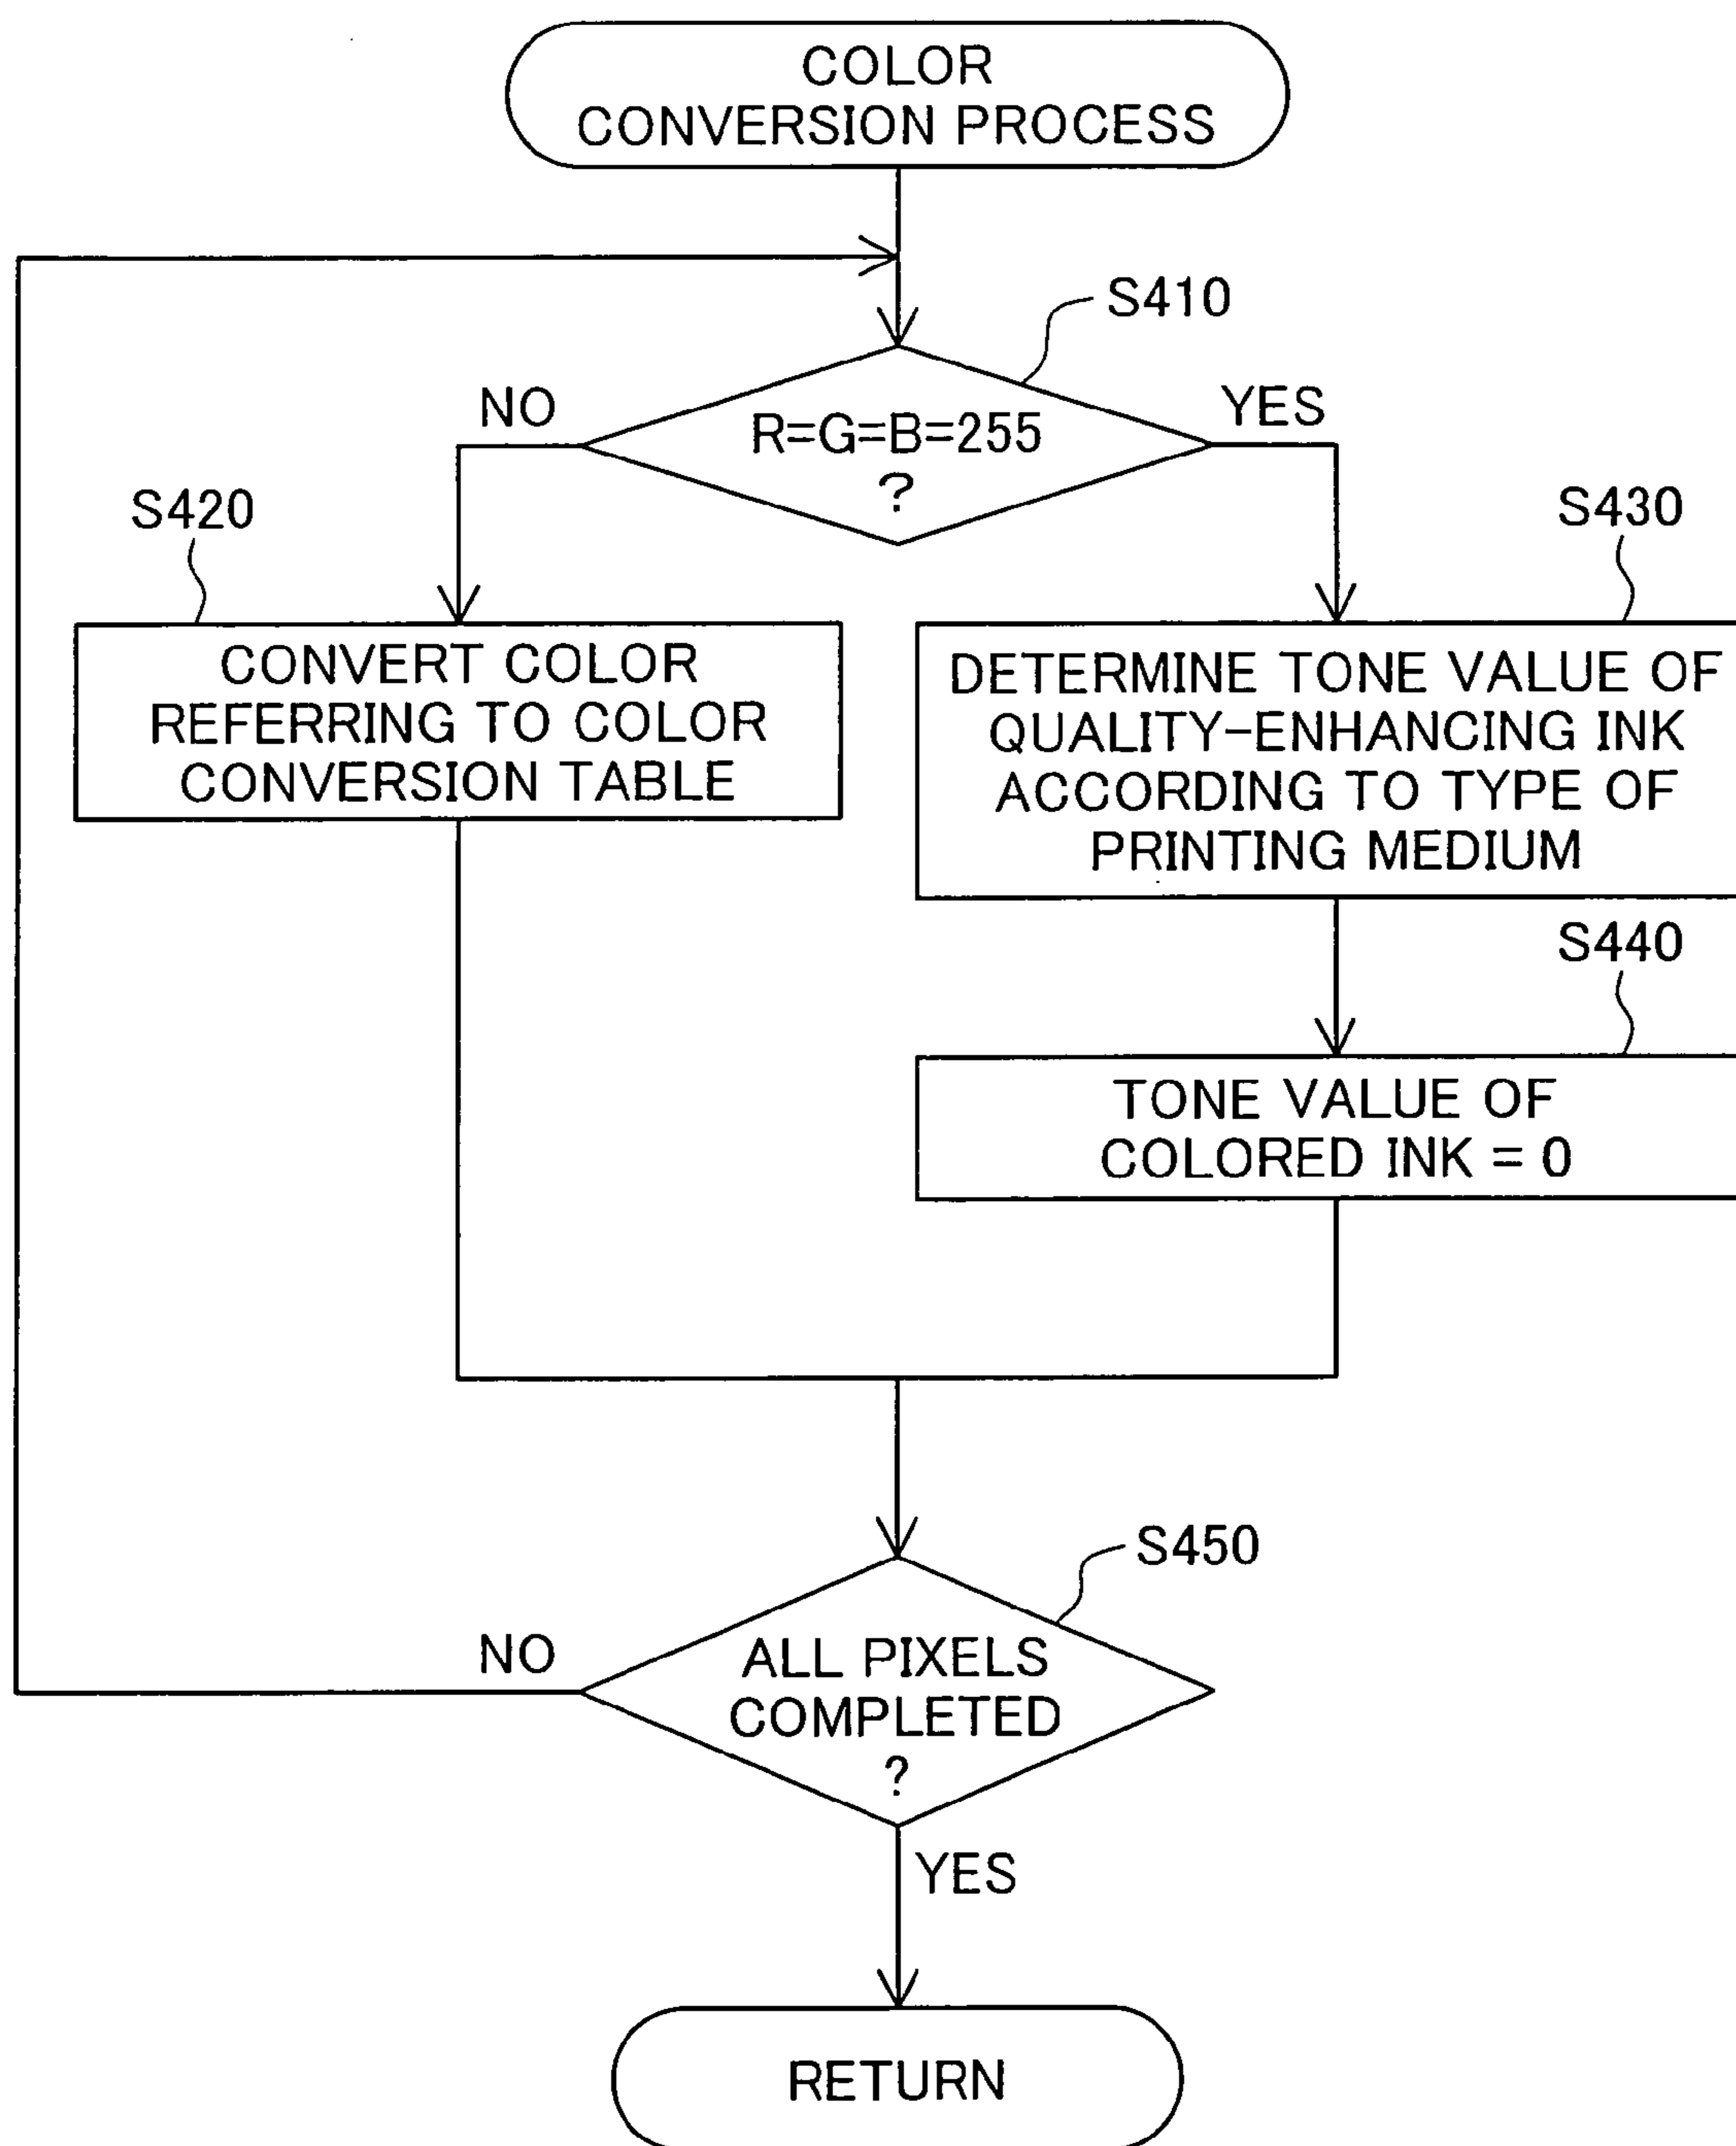 COLOR
CONVERSION PROCESS
S410
NO
YES
R=G=B=255
?
S420
S430
CONVERT COLOR
REFERRING TO COLOR
CONVERSION TABLE
DETERMINE TONE VALUE OF
QUALITY-ENHANCING INK
ACCORDING TO TYPE OF
PRINTING MEDIUM
S440
TONE VALUE OF
COLORED INK = 0
S450
NO
ALL PIXELS
COMPLETED
?
YES
RETURN